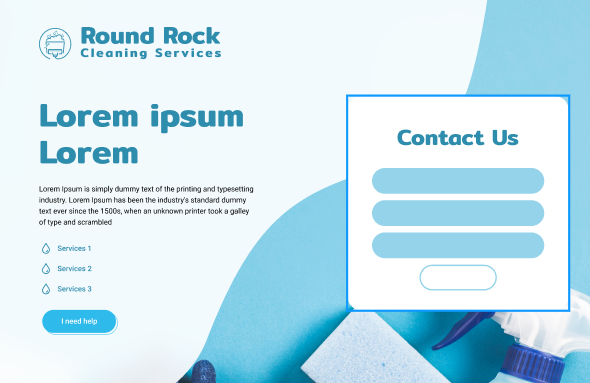 Round Rock
Cleaning Services
Lorem ipsum
Lorem
Lorem Ipsum is simply dummy text of the printing and typesetting
industry. Lorem Ipsum has been the industry's standard dummy
text ever since the 1500s, when an unknown printer took a galley
of type and scrambled
Services 1
Services 2
Services 3
I need help
Contact Us